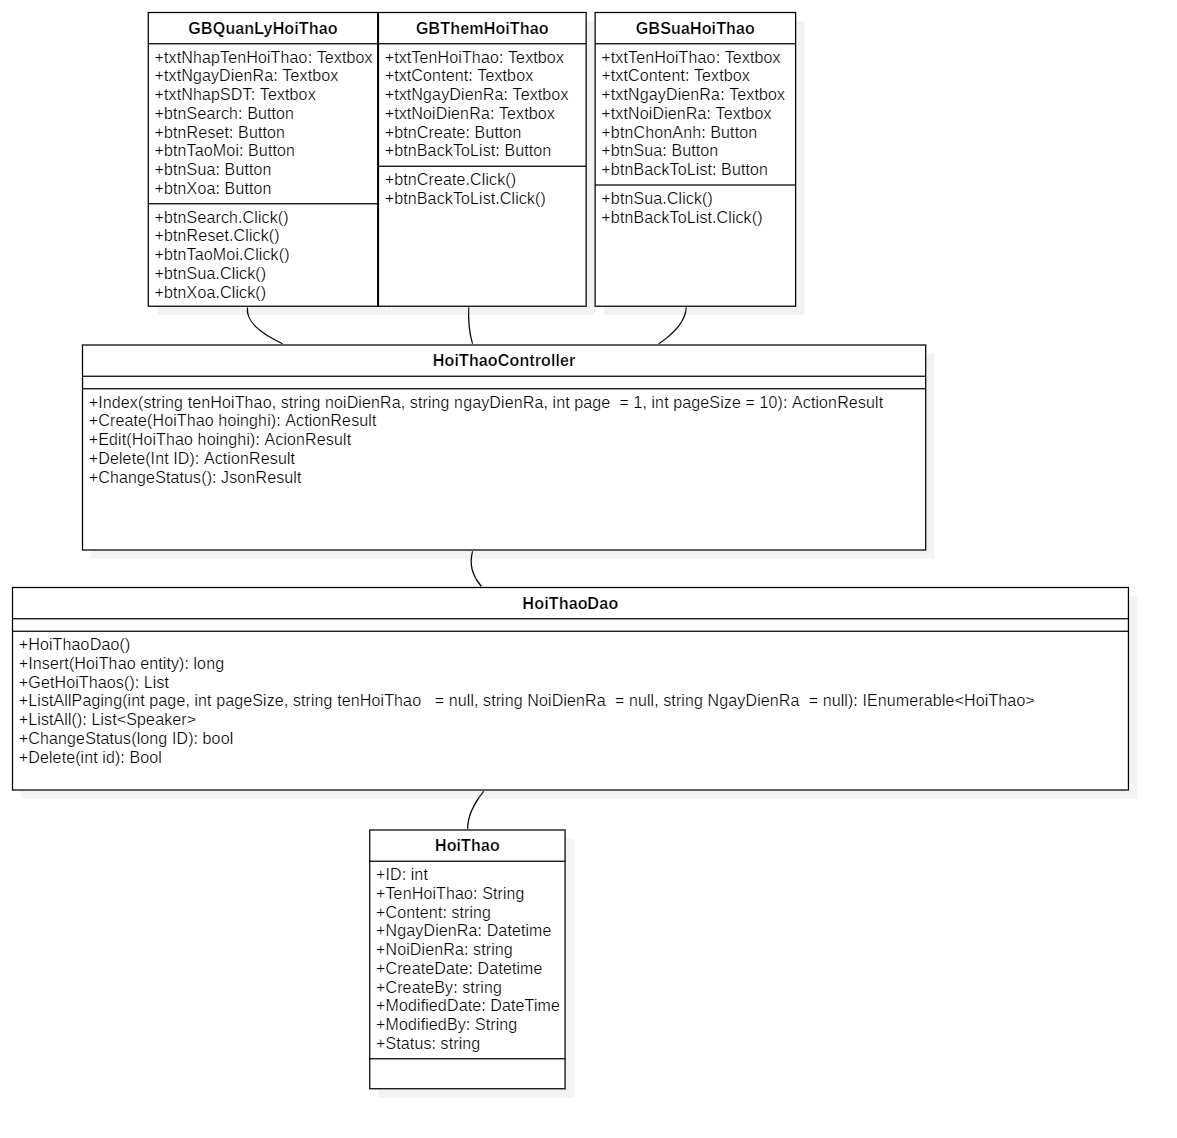 GBQuanLyHoiThao
+txtNhapTenHoiThao: Textbox
+txtNgayDienRa: Textbox
+txtNhapSDT: Textbox
+btnSearch: Button
+btnReset: Button
+btnTaoMoi: Button
+btnSua: Button
+btnXoa: Button
+btnSearch.Click()
+btnReset.Click()
+btnTaoMoi.Click()
+btnSua.Click()
+btnXoa.Click()
GBThemHoiThao
+txtTenHoiThao: Textbox
+txtContent: Textbox
+txtNgayDienRa: Textbox
+txtNoiDienRa: Textbox
+btnCreate: Button
+btnBackToList: Button
+btnCreate.Click()
+btnBackToList.Click()
GBSuaHoiThao
+txtTenHoiThao: Textbox
+txtContent: Textbox
+txtNgayDienRa: Textbox
+txtNoiDienRa: Textbox
+btnChonAnh: Button
+btnSua: Button
+btnBackToList: Button
+btnSua.Click()
+btnBackToList.Click()
HoiThaoController
+Index(string tenHoiThao, string noiDienRa, string ngayDienRa, int page = 1, int pageSize = 10): ActionResult
+Create(HoiThao hoinghi): ActionResult
+Edit(HoiThao hoinghi): AcionResult
+Delete(Int ID): ActionResult
+ChangeStatus(): JsonResult
HoiThaoDao
+HoiThaoDao()
+Insert(HoiThao entity): long
+GetHoiThaos(): List
+ListAllPaging(int page, int pageSize, string tenHoiThao = null, string NoiDienRa = null, string NgayDienRa = null): IEnumerable<HoiThao>
+ListAll(): List<Speaker>
+ChangeStatus(long ID): bool
+Delete(int id): Bool
HoiThao
+ID: int
+TenHoiThao: String
+Content: string
+NgayDienRa: Datetime
+NoiDienRa: string
+CreateDate: Datetime
+CreateBy: string
+ModifiedDate: DateTime
+ModifiedBy: String
+Status: string